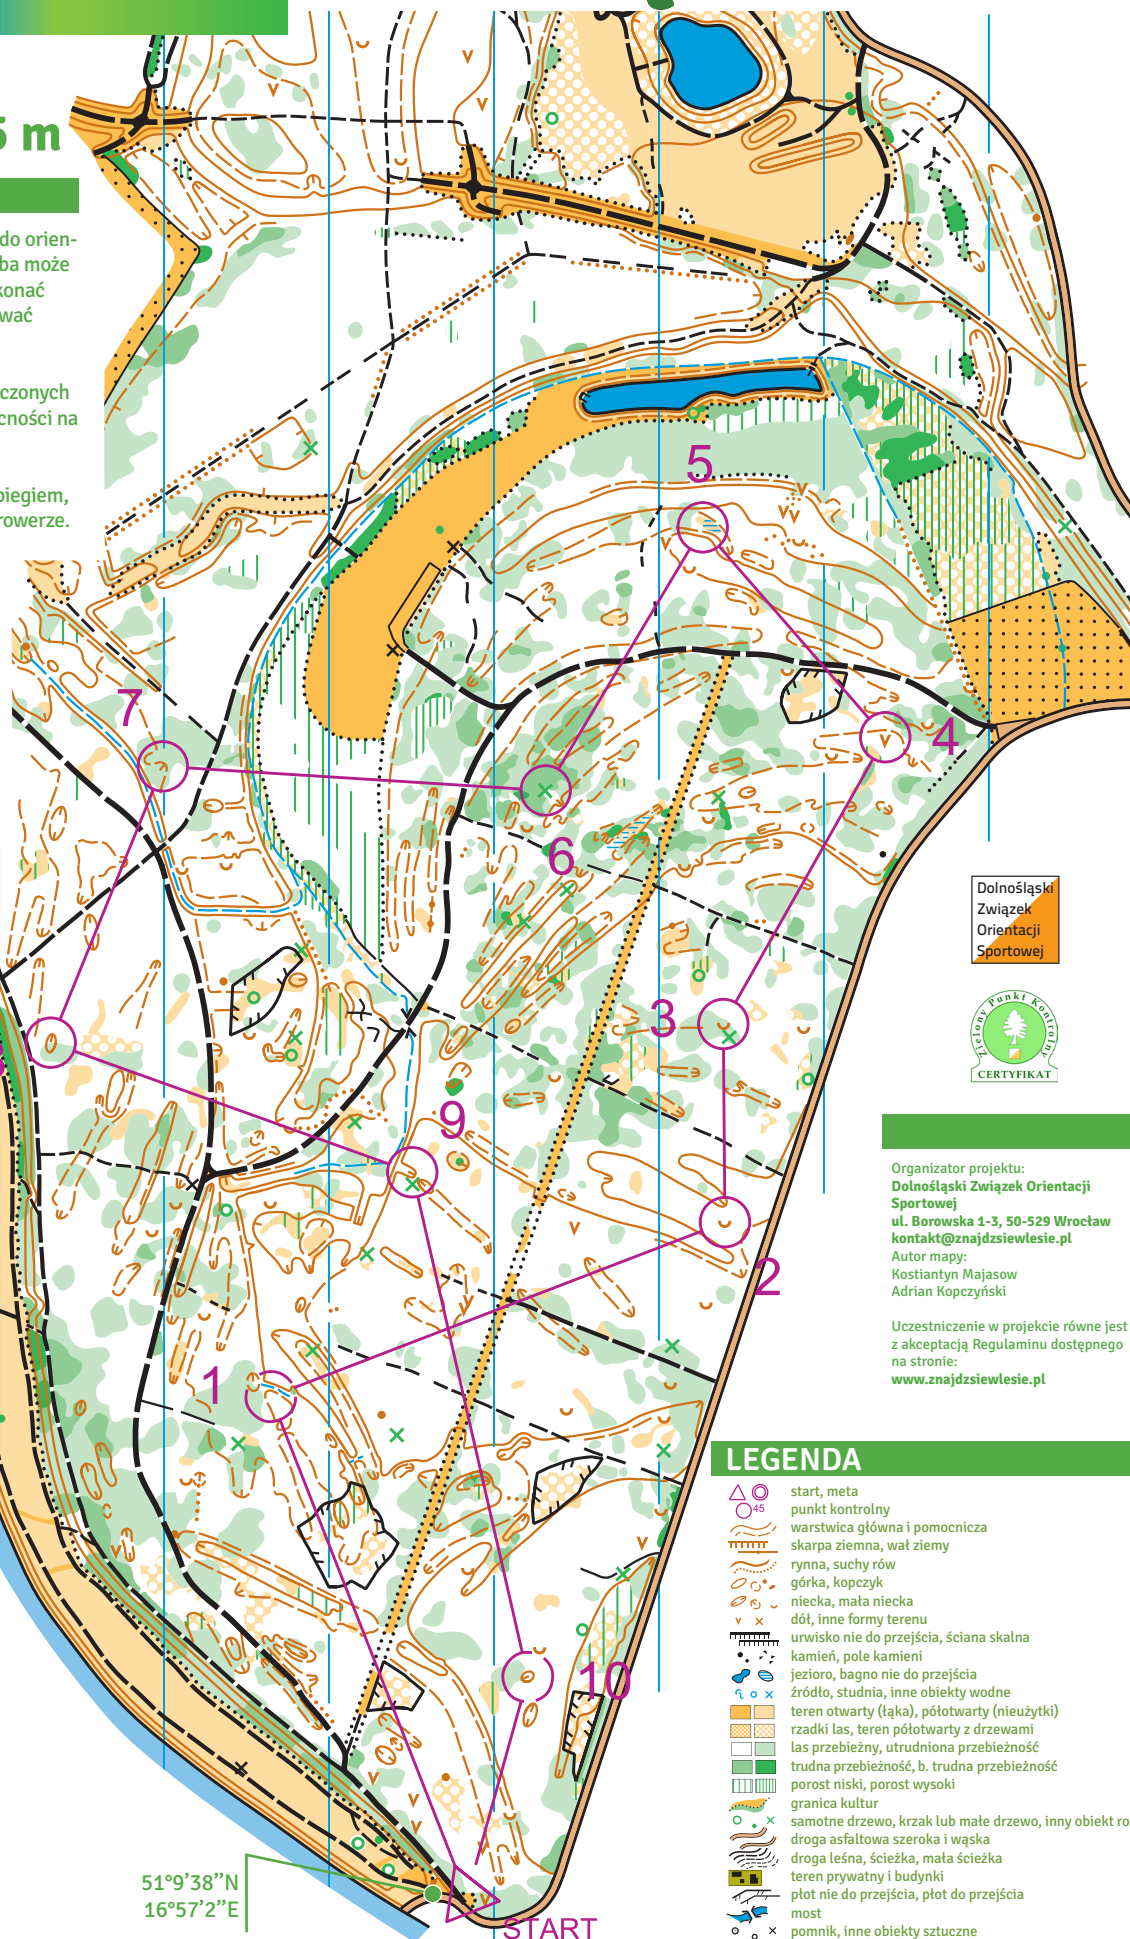 5 m
do orien-
ba może
konać
wać
czonych
cności na
biegiem,
rowerze.
5
7
4
6
3
9
2
1
10
START
51°9'38’’N
16°57'2’’E
Dolnośląski
Związek
Orientacji
Sportowej
Zielony Punkt Kontrolny
CERTYFIKAT
Organizator projektu:
Dolnośląski Związek Orientacji
Sportowej
ul. Borowska 1-3, 50-529 Wrocław
kontakt@znajdzsiewlesie.pl
Autor mapy:
Kostiantyn Majasow
Adrian Kopczyński
Uczestniczenie w projekcie równe jest
z akceptacją Regulaminu dostępnego
na stronie:
www.znajdzsiewlesie.pl
LEGENDA
start, meta
45 punkt kontrolny
warstwica główna i pomocnicza
skarpa ziemna, wał ziemy
rynna, suchy rów
górka, kopczyk
niecka, mała niecka
dół, inne formy terenu
urwisko nie do przejścia, ściana skalna
kamień, pole kamieni
jezioro, bagno nie do przejścia
źródło, studnia, inne obiekty wodne
teren otwarty (łąka), półotwarty (nieużytki)
rzadki las, teren półotwarty z drzewami
las przebieżny, utrudniona przebieżność
trudna przebieżność, b. trudna przebieżność
porost niski, porost wysoki
granica kultur
samotne drzewo, krzak lub małe drzewo, inny obiekt ro
droga asfaltowa szeroka i wąska
droga leśna, ścieżka, mała ścieżka
teren prywatny i budynki
płot nie do przejścia, płot do przejścia
most
pomnik, inne obiekty sztuczne